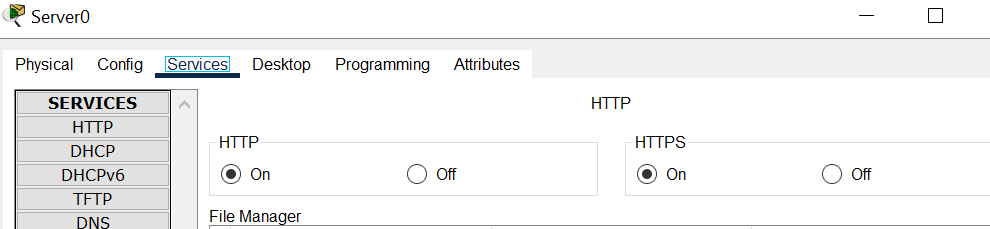 Server0
Physical Config Services Desktop Programming Attributes
SERVICES
HTTP
DHCP
DHCPv6
TFTP
DNS
HTTP
HTTP
On Off
HTTPS
On Off
File Manager